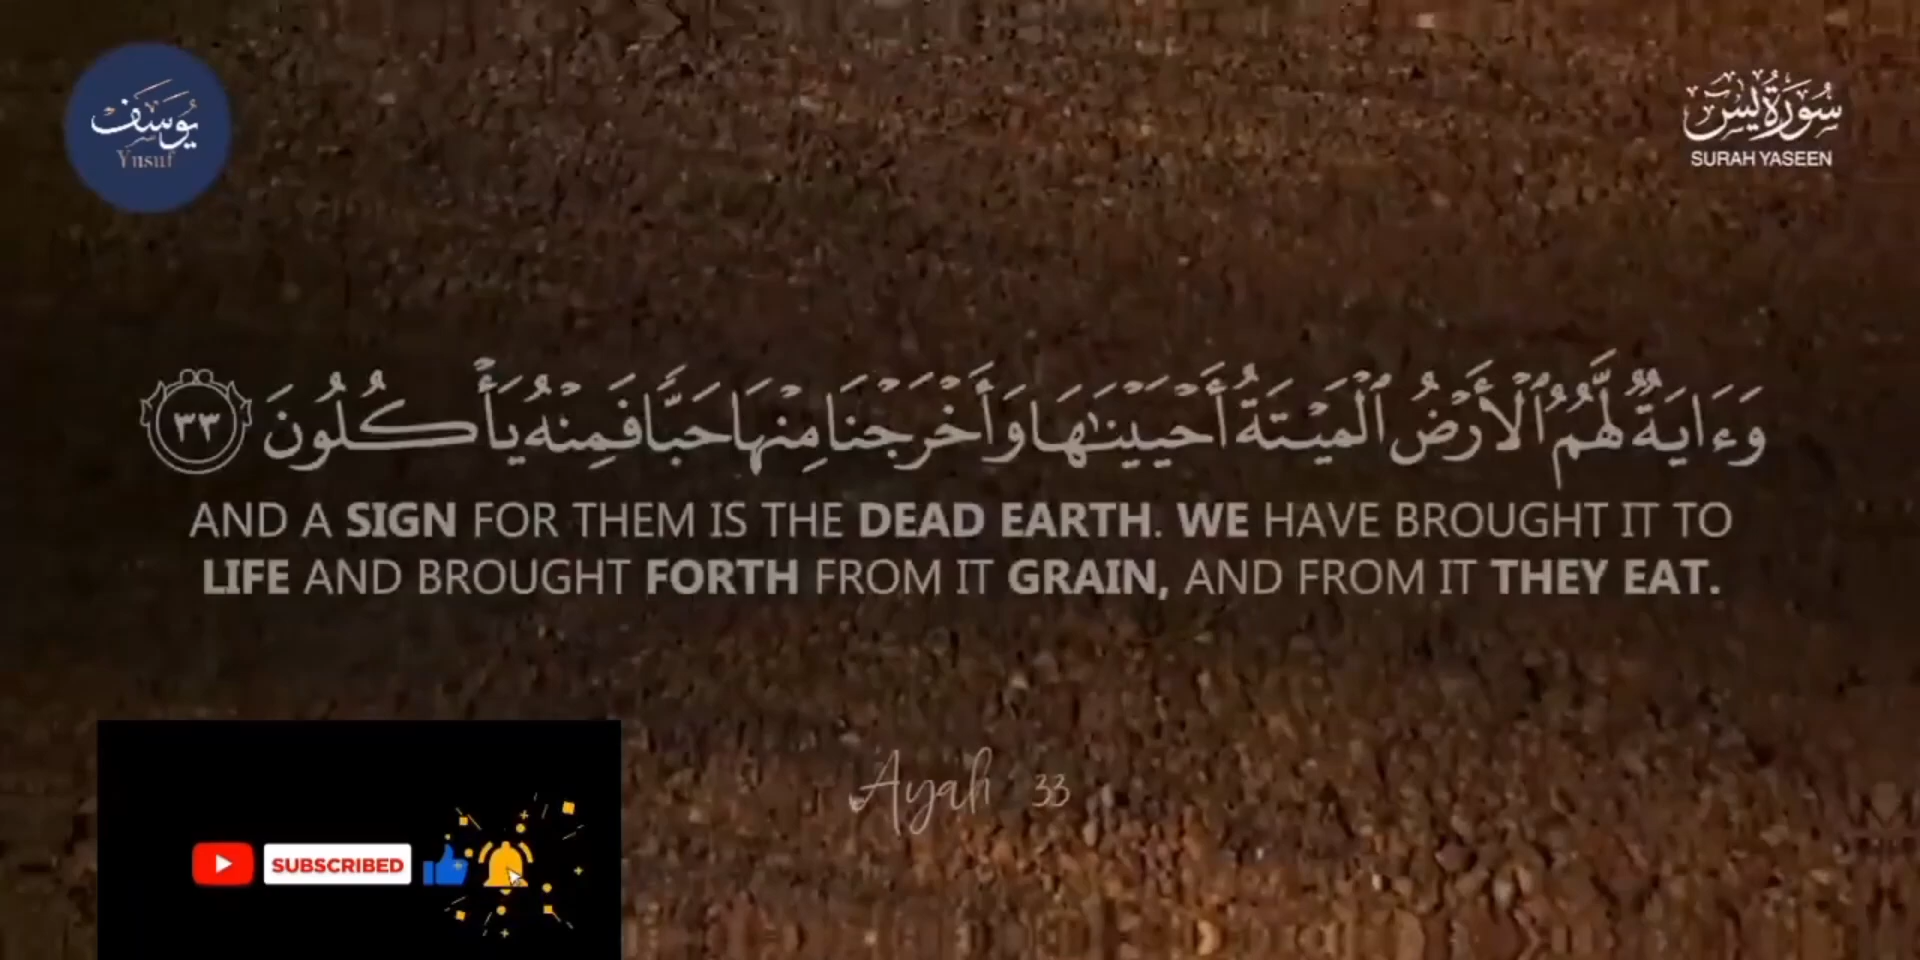 يُوسَف
Yusuf
سُورَةُ يس
SURAH YASEEN
وَءَايَةٌ لَّهُمُ ٱلْأَرْضُ ٱلْمَيْتَةُ أَحْيَيْنَٰهَا وَأَخْرَجْنَا مِنْهَا حَبًّا فَمِنْهُ يَأْكُلُونَ ٣٣
AND A SIGN FOR THEM IS THE DEAD EARTH. WE HAVE BROUGHT IT TO
LIFE AND BROUGHT FORTH FROM IT GRAIN, AND FROM IT THEY EAT.
Ayah 33
SUBSCRIBED